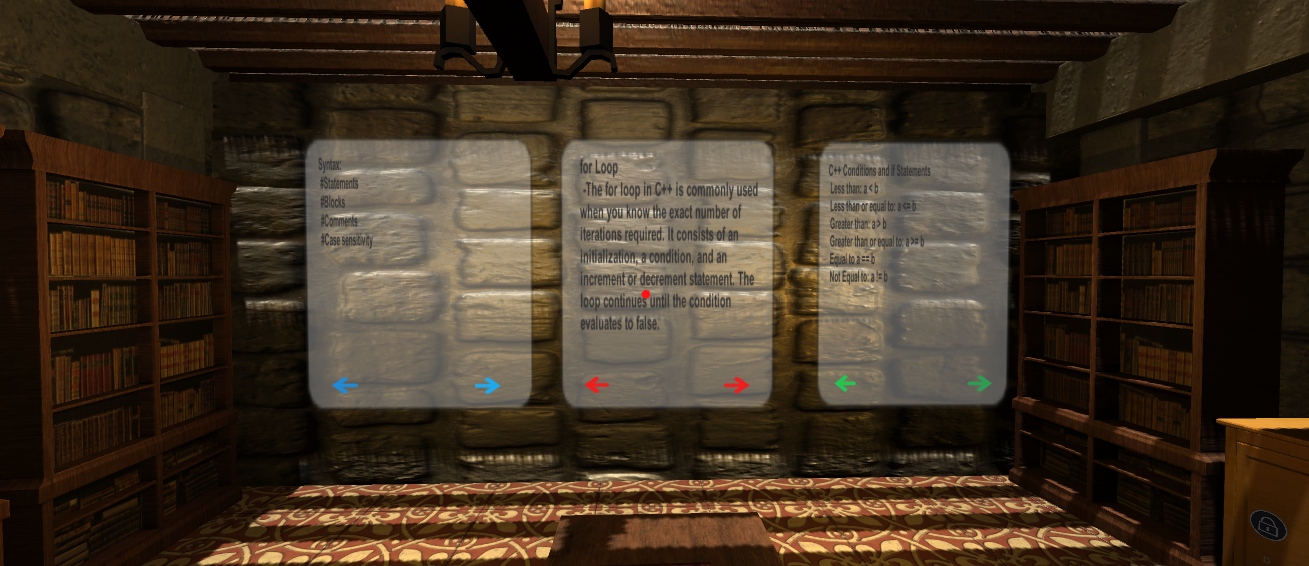 Syntax:
#Statements
#Blocks
#Comments
#Case sensitivity
for Loop
-The for loop in C++ is commonly used
when you know the exact number of
iterations required. It consists of an
initialization, a condition, and an
increment or decrement statement. The
loop continues until the condition
evaluates to false.
C++ Conditions and If Statements
Less than: a < b
Less than or equal to: a <= b
Greater than: a > b
Greater than or equal to: a >= b
Equal to a == b
Not Equal to: a != b